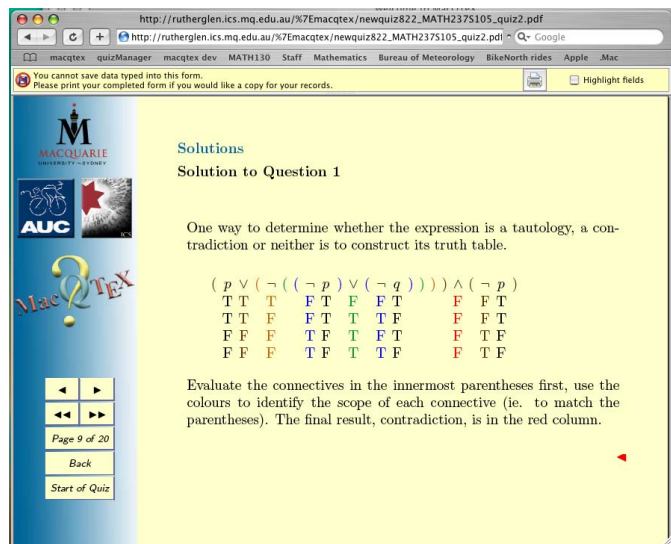 http://rutherglen.ics.mq.edu.au/%7Emacqtex/newquiz822_MATH237S105_quiz2.pdf
http://rutherglen.ics.mq.edu.au/%7Emacqtex/newquiz822_MATH237S105_quiz2.pdf
Google
macqtex quizManager macqtex dev MATH130 Staff Mathematics Bureau of Meteorology BikeNorth rides Apple .Mac
You cannot save data typed into this form.
Please print your completed form if you would like a copy for your records.
Highlight fields
MACQUARIE
UNIVERSITY ~ SYDNEY
AUC
ICS
MacQTEX
Page 9 of 20
Back
Start of Quiz
Solutions
Solution to Question 1
One way to determine whether the expression is a tautology, a con-
tradiction or neither is to construct its truth table.
( p ∨ ( ¬ ( ( ¬ p ) ∨ ( ¬ q ) ) ) ) ∧ ( ¬ p )
T T T F T F F T F F T
T T F F T T T F F F T
F F F T F T F T F T F
F F F T F T T F F T F
Evaluate the connectives in the innermost parentheses first, use the
colours to identify the scope of each connective (ie. to match the
parentheses). The final result, contradiction, is in the red column.